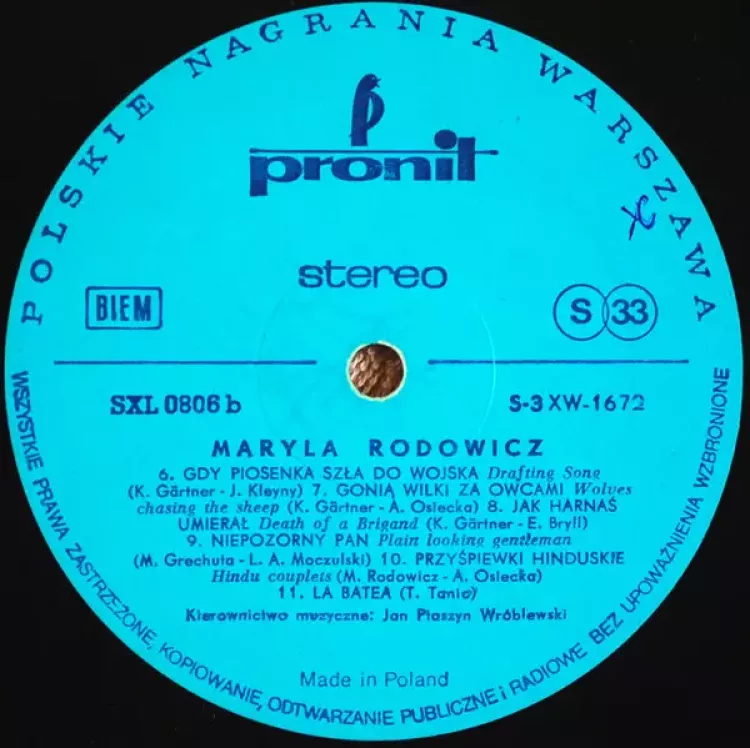 POLSKIE NAGRANIA WARSZAWA
pronit
stereo
BIEM
S 33
SXL 0806 b
S-3 XW-1672
MARYLA RODOWICZ
6. GDY PIOSENKA SZŁA DO WOJSKA Drafting Song
(K. Gärtner - J. Kleyny) 7. GONIĄ WILKI ZA OWCAMI Wolves
chasing the sheep (K. Gärtner - A. Osiecka) 8. JAK HARNAŚ
UMIERAŁ Death of a Brigand (K. Gärtner - E. Bryll)
9. NIEPOZORNY PAN Plain looking gentleman
(M. Grechuta - L. A. Moczulski) 10. PRZYŚPIEWKI HINDUSKIE
Hindu couplets (M. Rodowicz - A. Osiecka)
11. LA BATEA (T. Tanio)
Kierownictwo muzyczne: Jan Ptaszyn Wróblewski
Made in Poland
WSZYSTKIE PRAWA ZASTRZEŻONE, KOPIOWANIE, ODTWARZANIE PUBLICZNE i RADIOWE BEZ UPOWAŻNIENIA WZBRONIONE